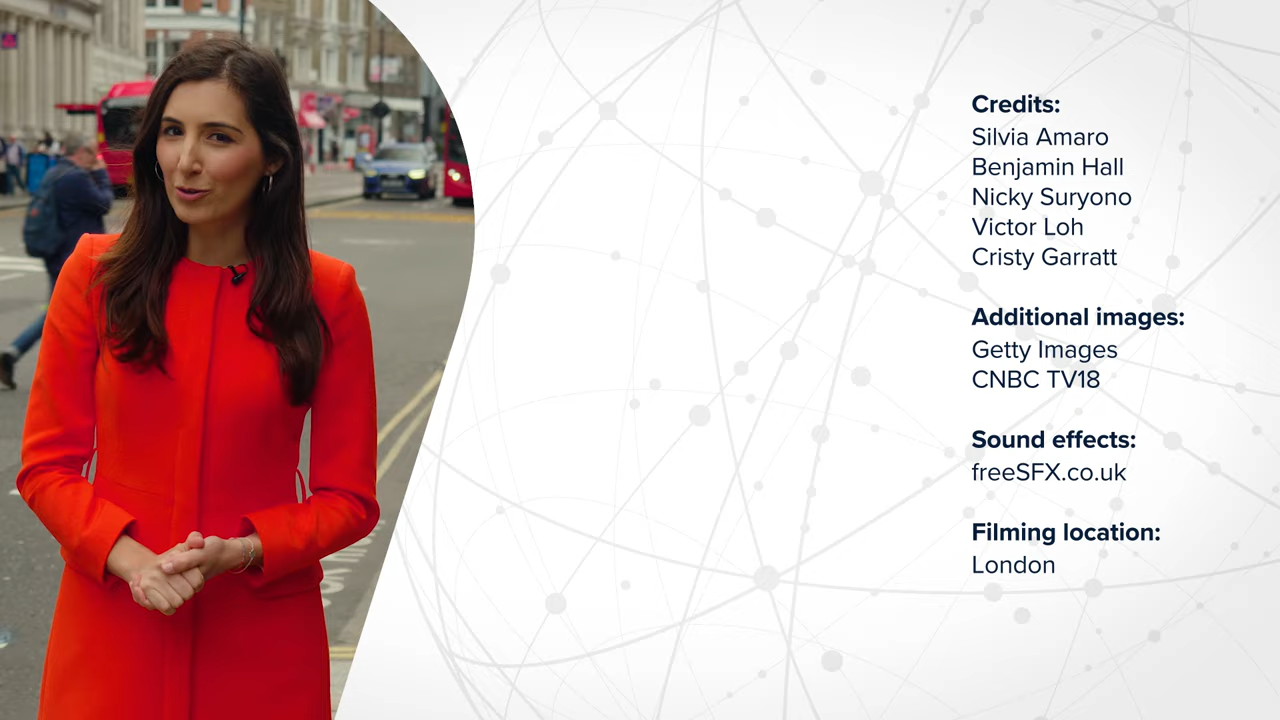 Credits:
Silvia Amaro
Benjamin Hall
Nicky Suryono
Victor Loh
Cristy Garratt
Additional images:
Getty Images
CNBC TV18
Sound effects:
freeSFX.co.uk
Filming location:
London